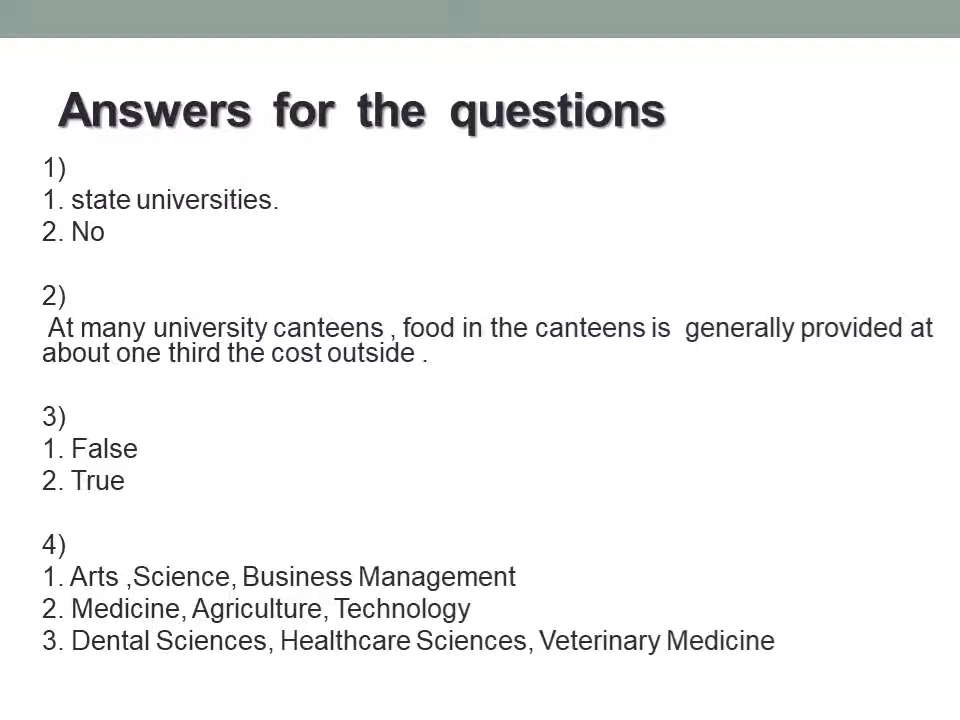 Answers for the questions
1)
1. state universities.
2. No
2)
At many university canteens , food in the canteens is generally provided at
about one third the cost outside .
3)
1. False
2. True
4)
1. Arts ,Science, Business Management
2. Medicine, Agriculture, Technology
3. Dental Sciences, Healthcare Sciences, Veterinary Medicine